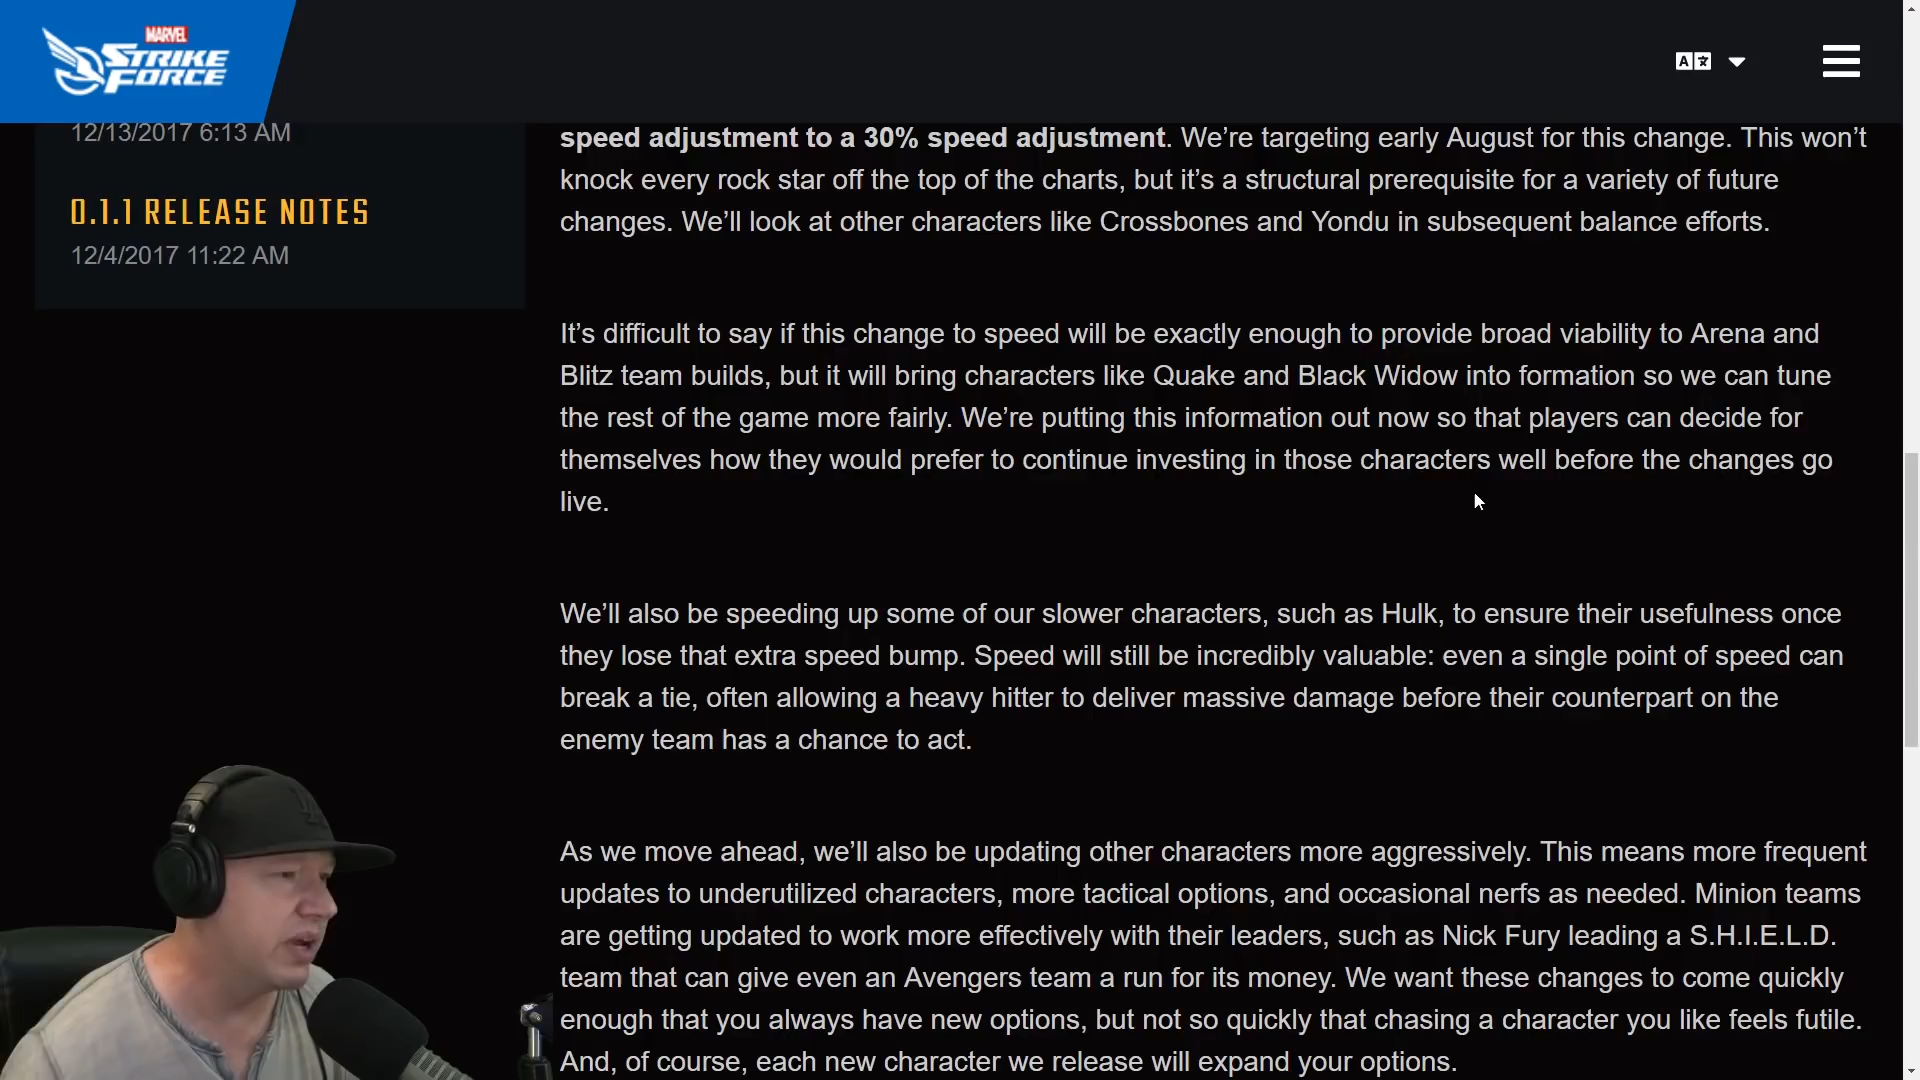 MARVEL
STRIKE
FORCE
12/13/2017 6:13 AM
0.1.1 RELEASE NOTES
12/4/2017 11:22 AM
speed adjustment to a 30% speed adjustment. We’re targeting early August for this change. This won’t
knock every rock star off the top of the charts, but it’s a structural prerequisite for a variety of future
changes. We’ll look at other characters like Crossbones and Yondu in subsequent balance efforts.
It’s difficult to say if this change to speed will be exactly enough to provide broad viability to Arena and
Blitz team builds, but it will bring characters like Quake and Black Widow into formation so we can tune
the rest of the game more fairly. We’re putting this information out now so that players can decide for
themselves how they would prefer to continue investing in those characters well before the changes go
live.
We’ll also be speeding up some of our slower characters, such as Hulk, to ensure their usefulness once
they lose that extra speed bump. Speed will still be incredibly valuable: even a single point of speed can
break a tie, often allowing a heavy hitter to deliver massive damage before their counterpart on the
enemy team has a chance to act.
As we move ahead, we’ll also be updating other characters more aggressively. This means more frequent
updates to underutilized characters, more tactical options, and occasional nerfs as needed. Minion teams
are getting updated to work more effectively with their leaders, such as Nick Fury leading a S.H.I.E.L.D.
team that can give even an Avengers team a run for its money. We want these changes to come quickly
enough that you always have new options, but not so quickly that chasing a character you like feels futile.
And, of course, each new character we release will expand your options.